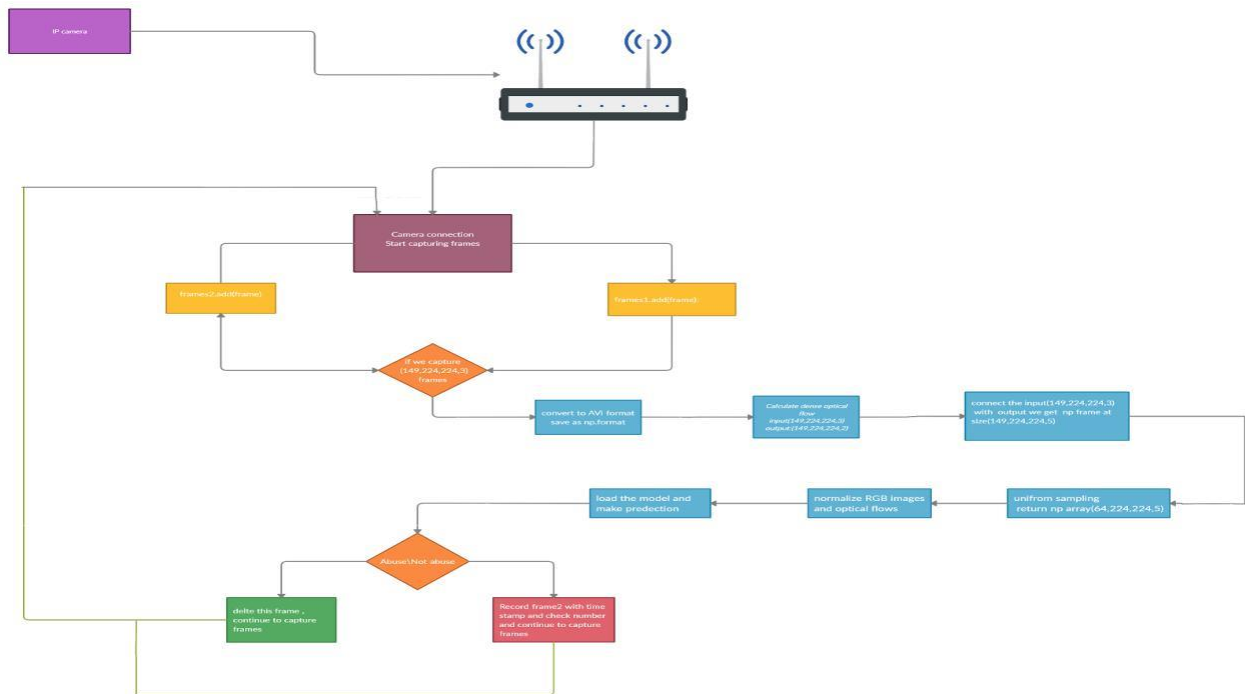 IP camera
Camera connection
Start capturing frames
frames2.add(frame)
frames1.add(frame)
if we capture
(149,224,224,3)
frames
convert to AVI format
save as np.format
Calculate dense optical
flow
input(149,224,224,3)
output(149,224,224,2)
connect the input(149,224,224,3)
with output we get np frame at
size(149,224,224,5)
load the model and
make predection
normalize RGB images
and optical flows
unifrom sampling
return np array(64,224,224,5)
Abuse\Not abuse
delte this frame ,
continue to capture
frames
Record frame2 with time
stamp and check number
and continue to capture
frames